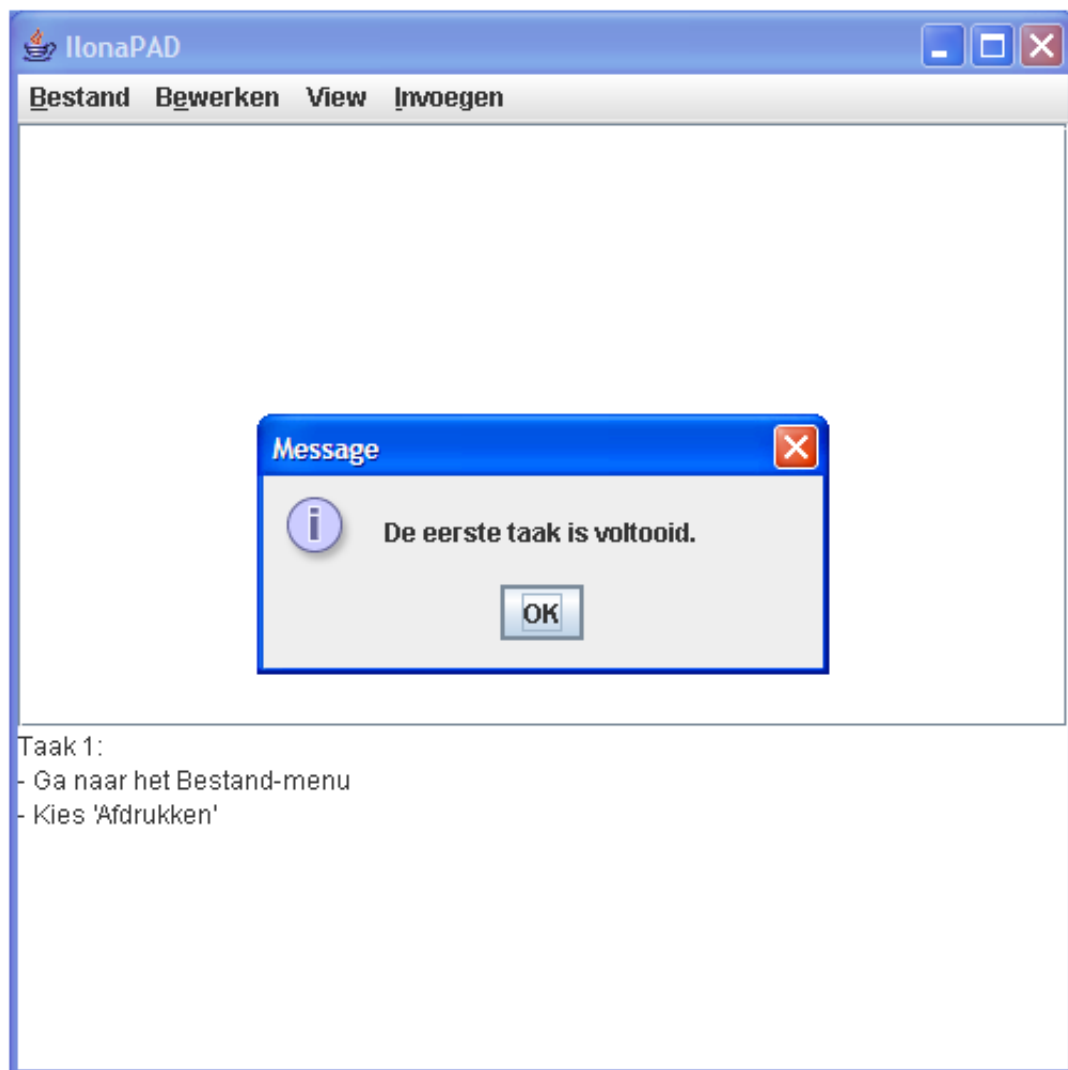 IlonaPAD
Bestand Bewerken View Invoegen
Message
i
De eerste taak is voltooid.
OK
Taak 1:
- Ga naar het Bestand-menu
- Kies 'Afdrukken'